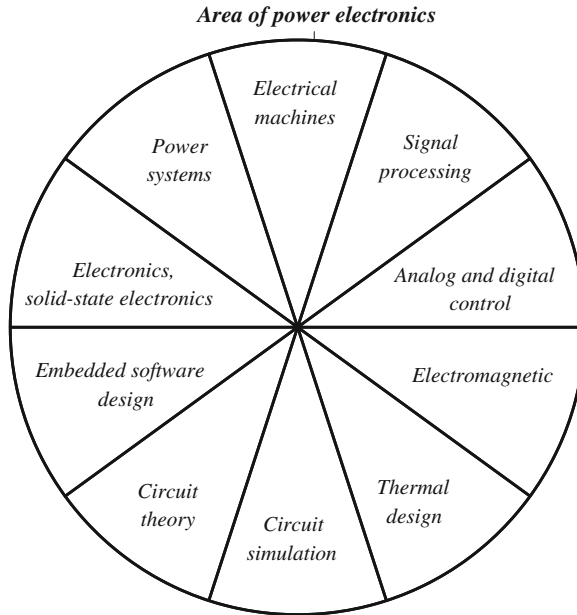 Area of power electronics
Electrical
machines
Signal
processing
Power
systems
Analog and digital
control
Electronics,
solid-state electronics
Embedded software
design
Electromagnetic
Circuit
theory
Circuit
simulation
Thermal
design